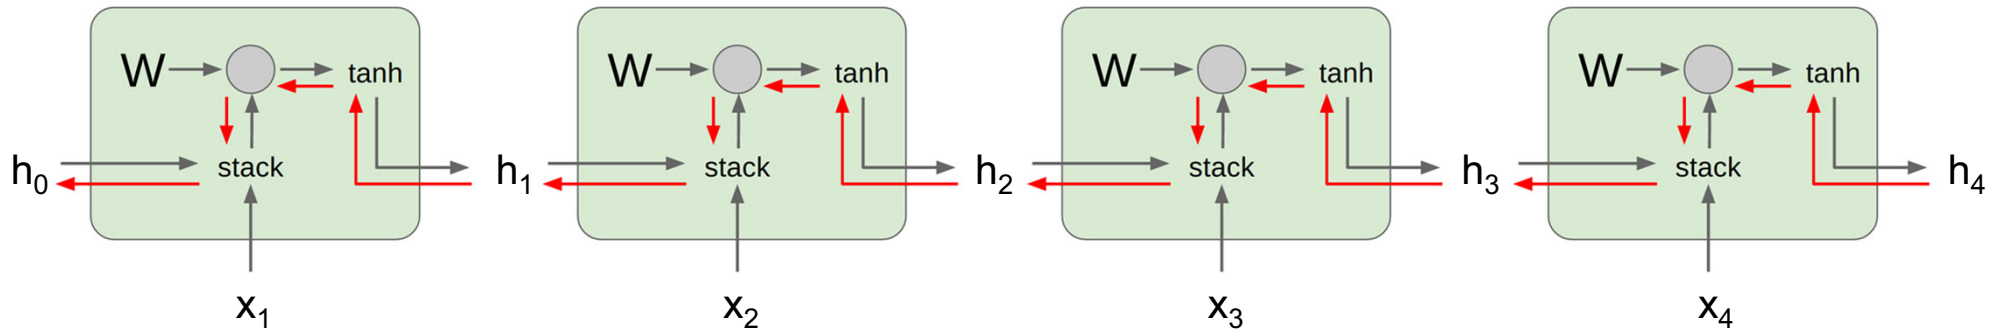 W tanh W tanh W tanh W tanh
h₀ stack h₁ stack h₂ stack h₃ stack h₄
x₁ x₂ x₃ x₄